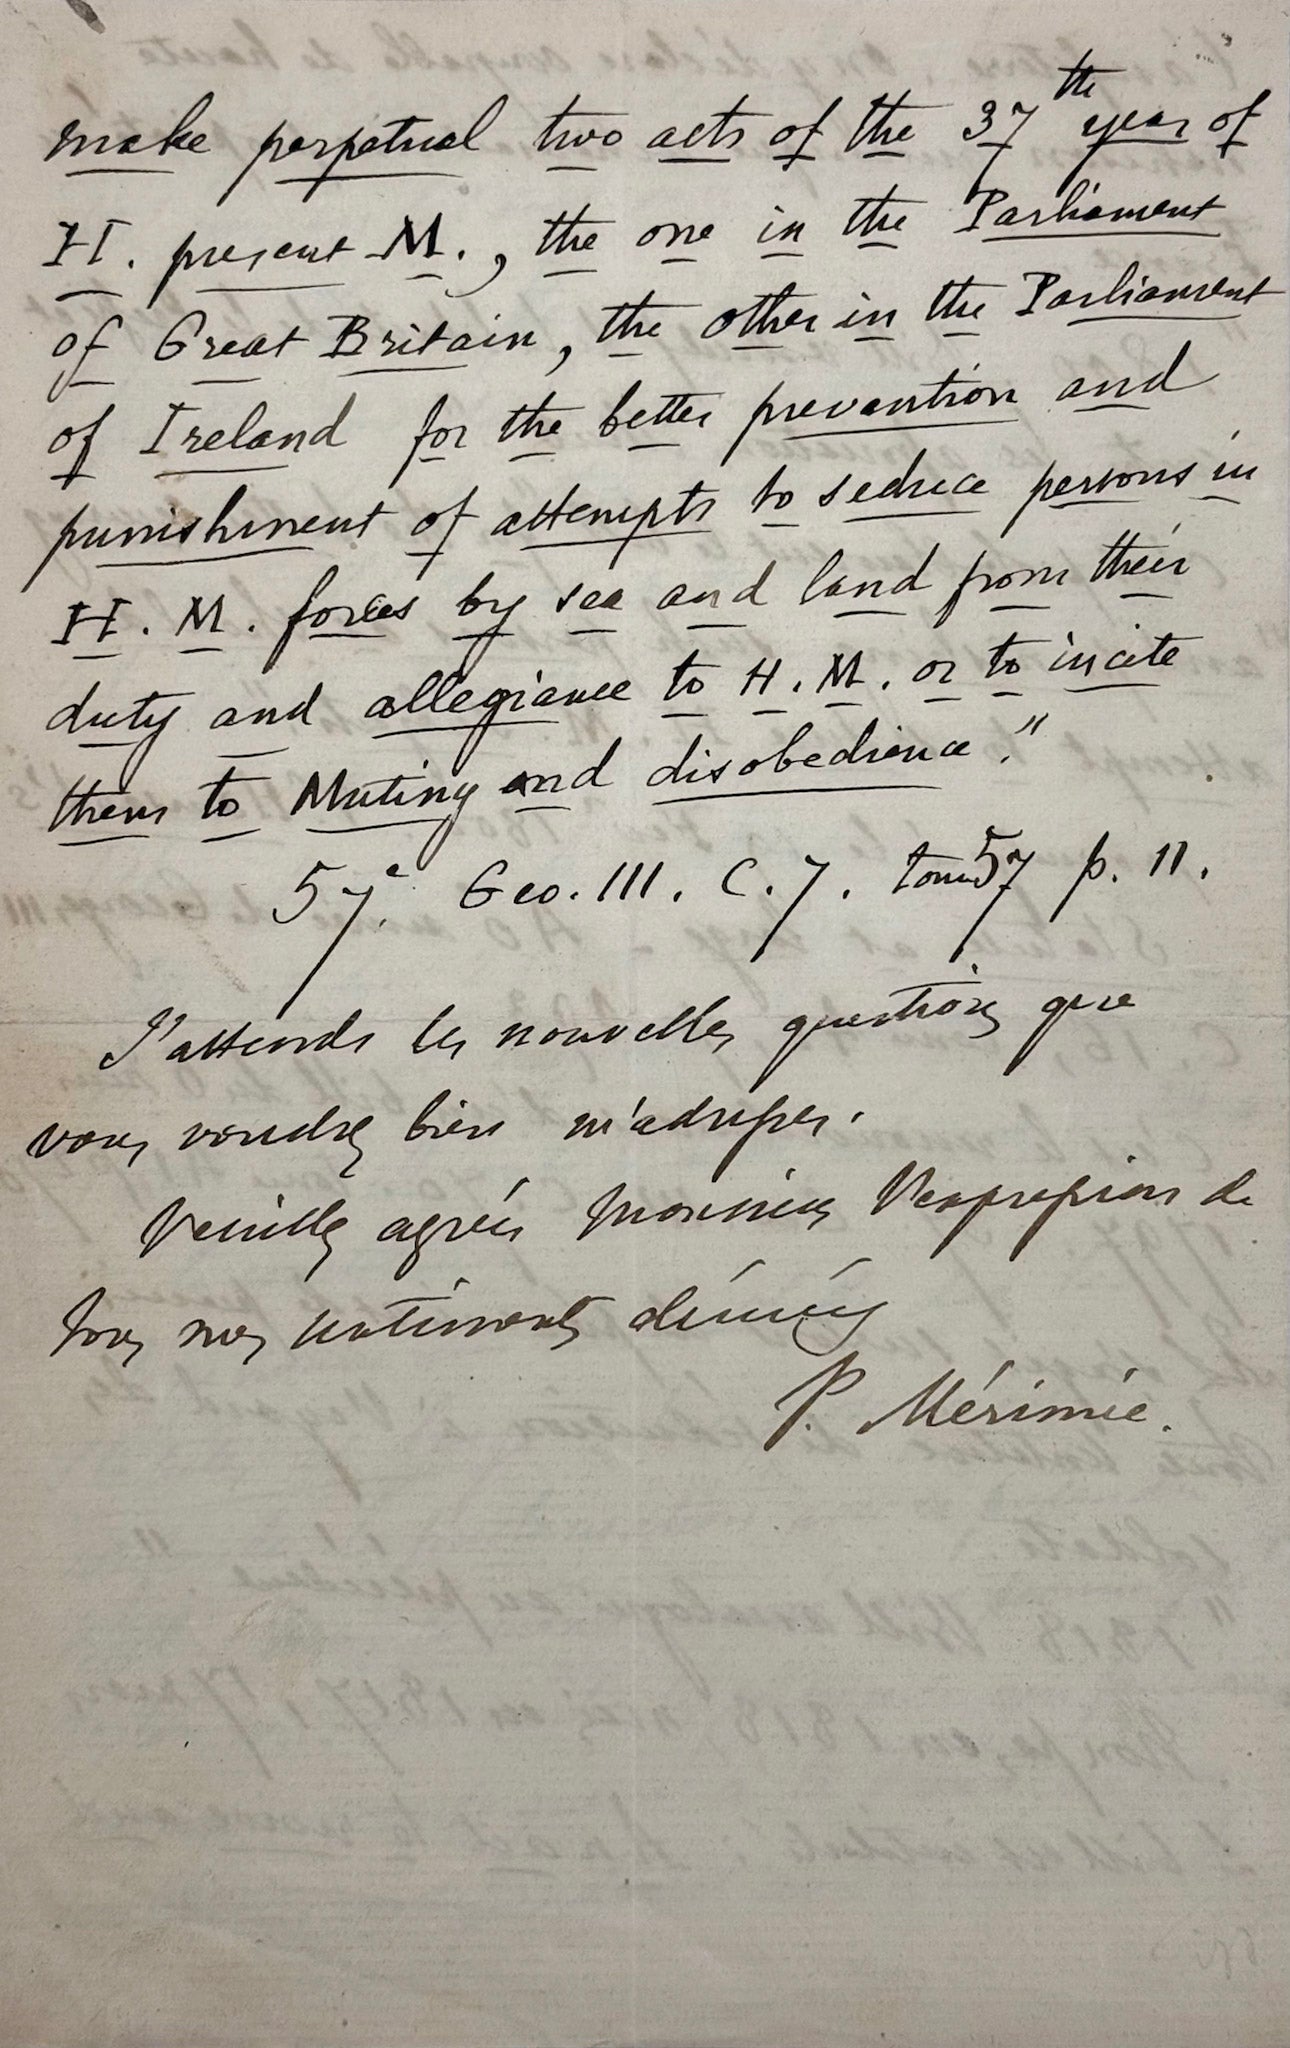 make perpetual two acts of the 37th year of
H. present M., the one in the Parliament
of Great Britain, the other in the Parliament
of Ireland for the better prevention and
punishment of attempts to seduce persons in
H. M. forces by sea and land from their
duty and allegiance to H. M. or to incite
them to Mutiny and disobedience."
57e. Geo. III. C. 7. tom 57 p. 11.
J'attends les nouvelles questions que
vous voudrez bien m'adresser.
Veuillez agréer Monsieur l'expression de
tous mes sentiments dévoués
P. Mérimée.